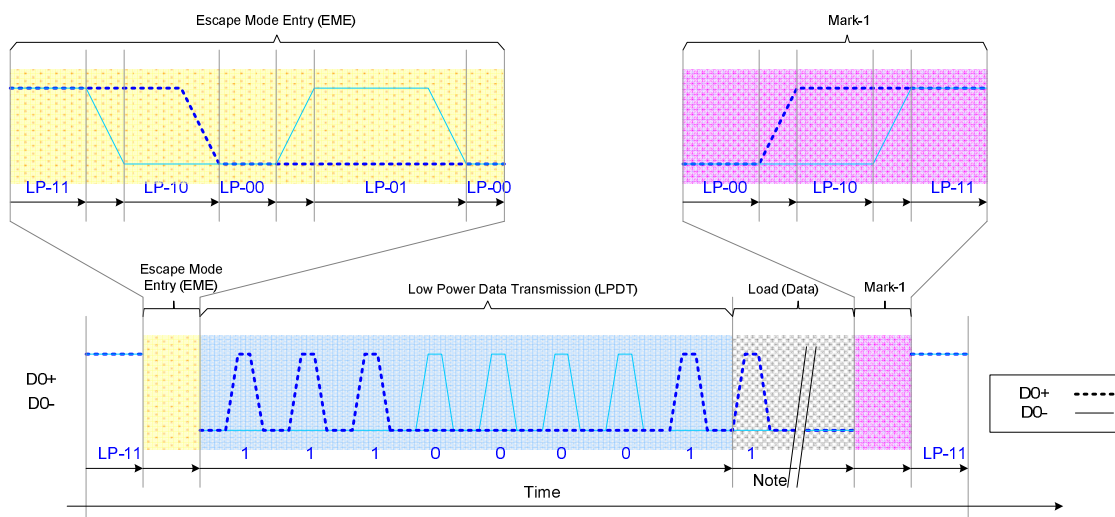 Escape Mode Entry (EME)
Mark-1
LP-11 LP-10 LP-00 LP-01 LP-00
LP-00 LP-10 LP-11
Escape Mode
Entry (EME)
Low Power Data Transmission (LPDT)
Load (Data)
Mark-1
D0+
D0-
D0+
D0-
LP-11 1 1 1 0 0 0 0 1 1 LP-11
Note
Time